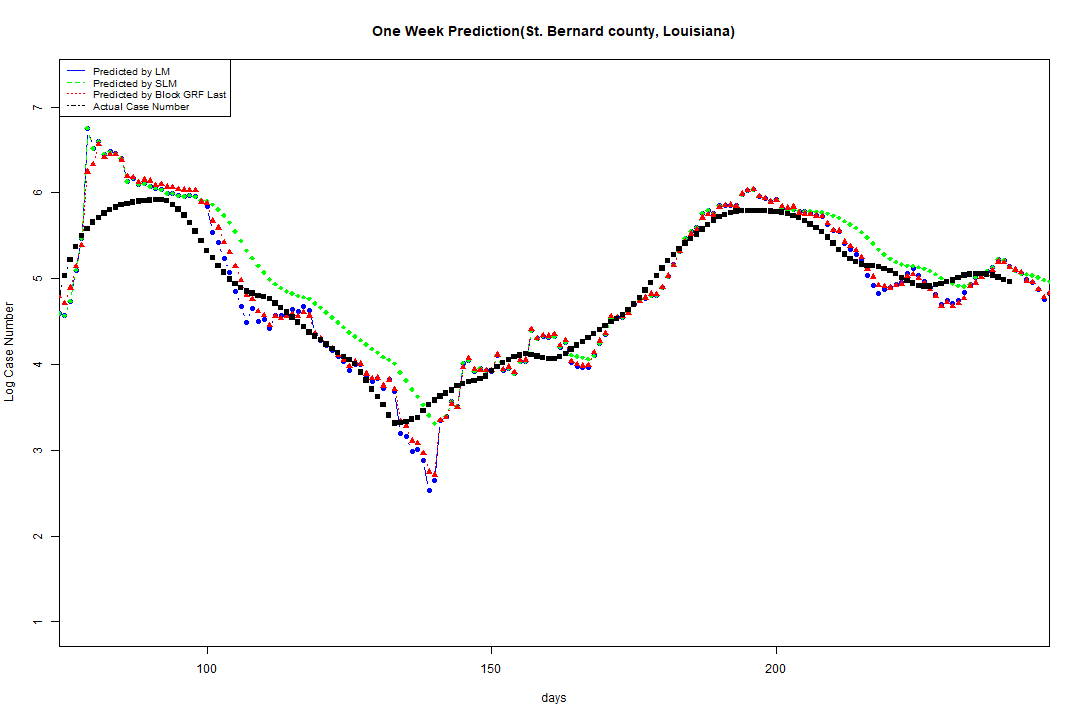 One Week Prediction(St. Bernard county, Louisiana)
Predicted by LM
Predicted by SLM
Predicted by Block GRF Last
Actual Case Number
7
6
5
4
3
2
1
Log Case Number
100
150
200
days